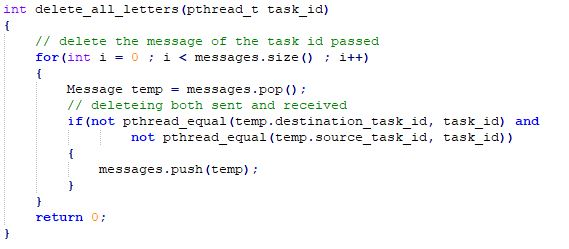 int delete_all_letters(pthread_t task_id)
{
    // delete the message of the task id passed
    for(int i = 0 ; i < messages.size() ; i++)
    {
        Message temp = messages.pop();
        // deleteing both sent and received
        if(not pthread_equal(temp.destination_task_id, task_id) and
                not pthread_equal(temp.source_task_id, task_id))
        {
            messages.push(temp);
        }
    }
    return 0;
}